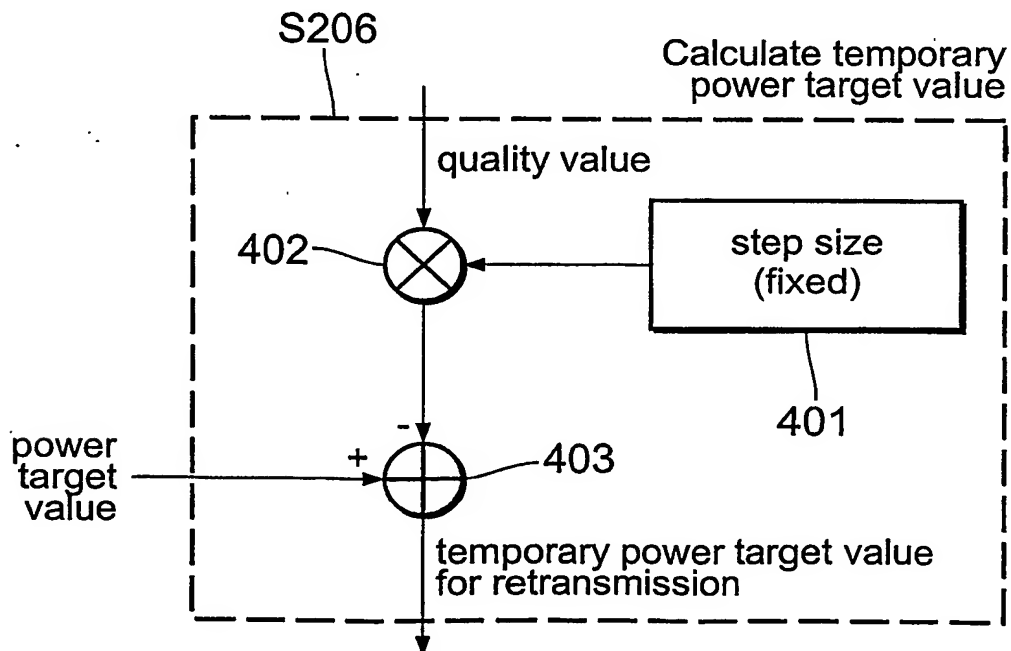 S206
Calculate temporary
power target value
quality value
402
step size
(fixed)
401
-
+
403
power
target
value
temporary power target value
for retransmission